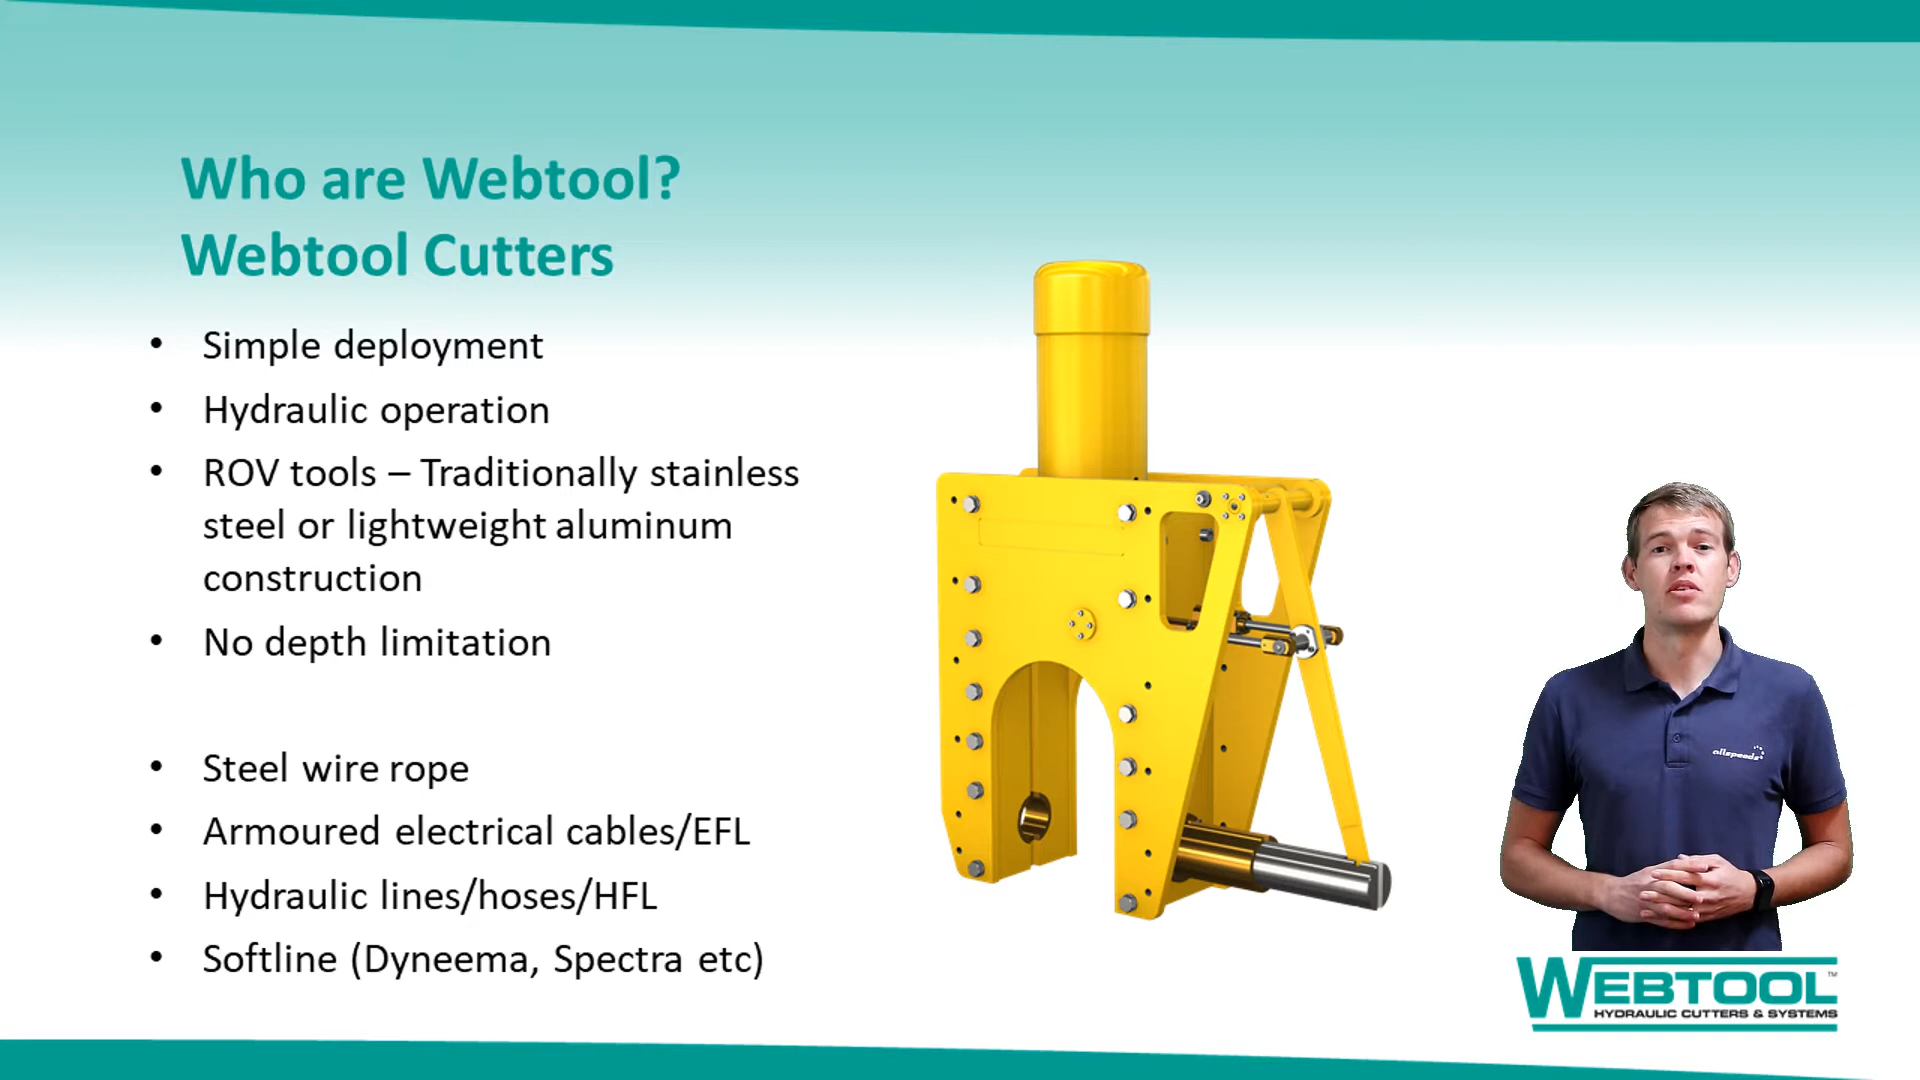 Who are Webtool?
Webtool Cutters
• Simple deployment
• Hydraulic operation
• ROV tools – Traditionally stainless
steel or lightweight aluminum
construction
• No depth limitation
• Steel wire rope
• Armoured electrical cables/EFL
• Hydraulic lines/hoses/HFL
• Softline (Dyneema, Spectra etc)
allspeeds
WEBTOOL™
HYDRAULIC CUTTERS & SYSTEMS